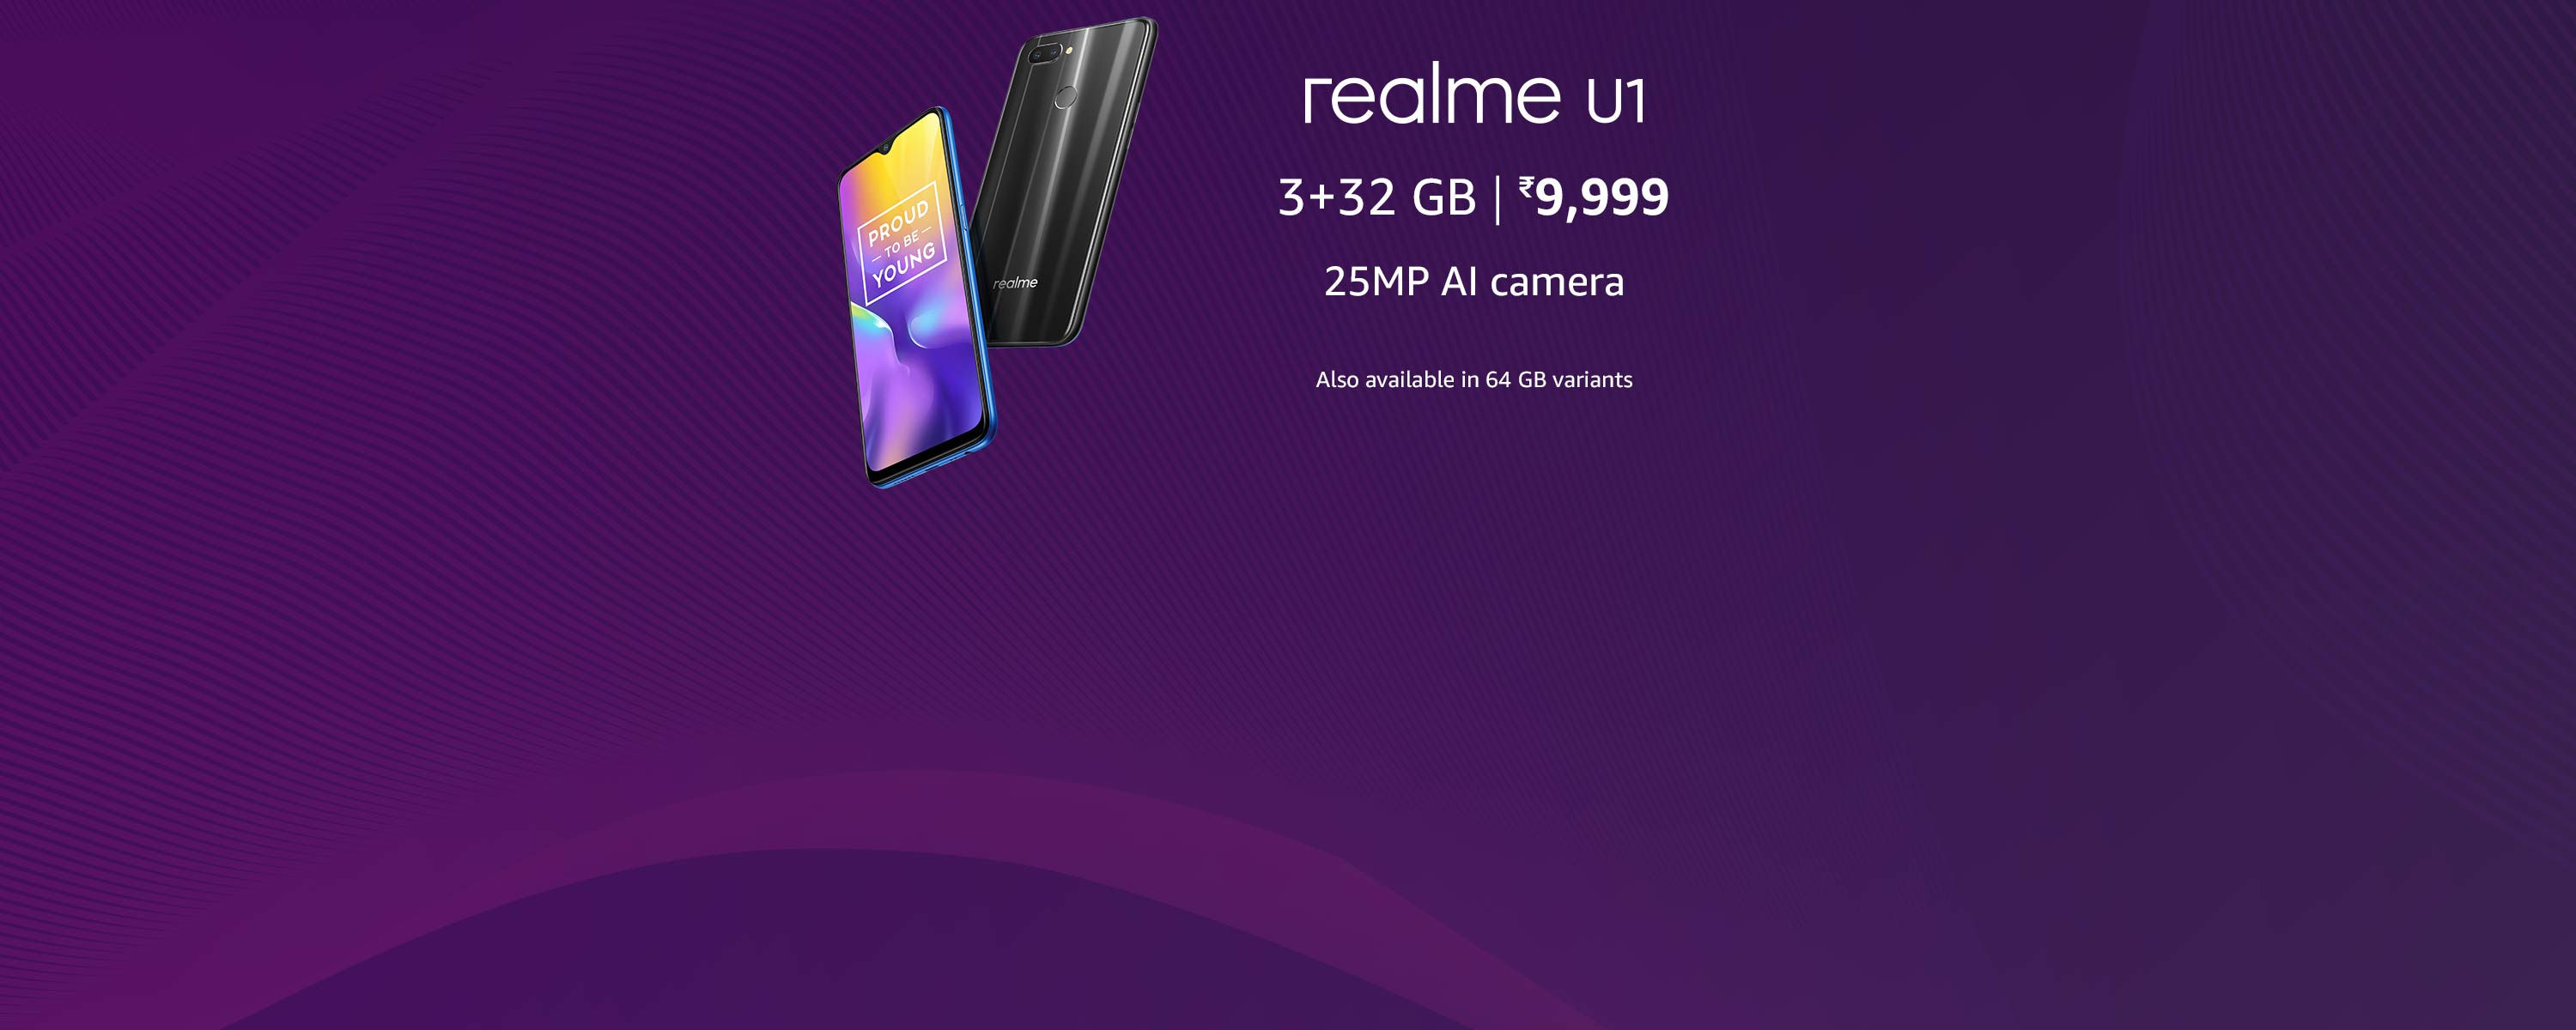 realme U1
3+32 GB | ₹9,999
25MP AI camera
Also available in 64 GB variants
PROUD
— TO BE —
YOUNG
realme